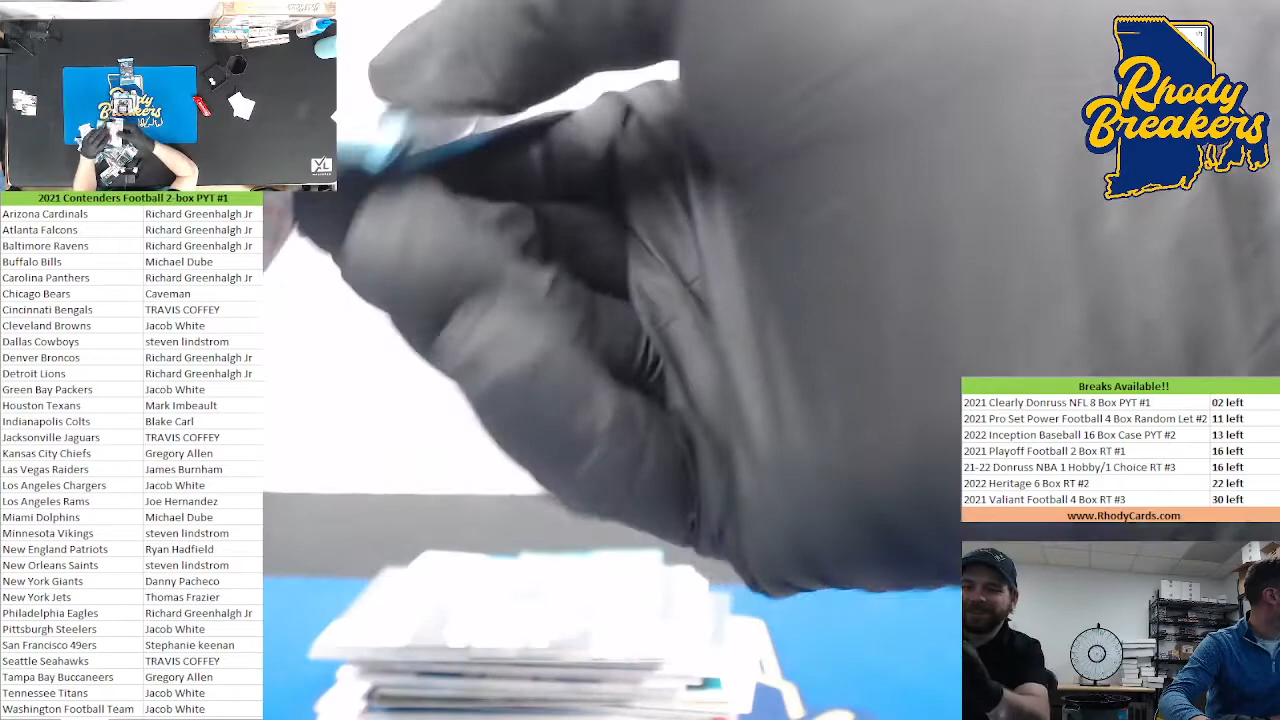 Rhody
Breakers
VAULT
2021 Contenders Football 2-box PYT #1
Arizona Cardinals Richard Greenhalgh Jr
Atlanta Falcons Richard Greenhalgh Jr
Baltimore Ravens Richard Greenhalgh Jr
Buffalo Bills Michael Dube
Carolina Panthers Richard Greenhalgh Jr
Chicago Bears Caveman
Cincinnati Bengals TRAVIS COFFEY
Cleveland Browns Jacob White
Dallas Cowboys steven lindstrom
Denver Broncos Richard Greenhalgh Jr
Detroit Lions Richard Greenhalgh Jr
Green Bay Packers Jacob White
Houston Texans Mark Imbeault
Indianapolis Colts Blake Carl
Jacksonville Jaguars TRAVIS COFFEY
Kansas City Chiefs Gregory Allen
Las Vegas Raiders James Burnham
Los Angeles Chargers Jacob White
Los Angeles Rams Joe Hernandez
Miami Dolphins Michael Dube
Minnesota Vikings steven lindstrom
New England Patriots Ryan Hadfield
New Orleans Saints steven lindstrom
New York Giants Danny Pacheco
New York Jets Thomas Frazier
Philadelphia Eagles Richard Greenhalgh Jr
Pittsburgh Steelers Jacob White
San Francisco 49ers Stephanie keenan
Seattle Seahawks TRAVIS COFFEY
Tampa Bay Buccaneers Gregory Allen
Tennessee Titans Jacob White
Washington Football Team Jacob White
Rhody
Breakers
Breaks Available!!
2021 Clearly Donruss NFL 8 Box PYT #1 02 left
2021 Pro Set Power Football 4 Box Random Let #2 11 left
2022 Inception Baseball 16 Box Case PYT #2 13 left
2021 Playoff Football 2 Box RT #1 16 left
21-22 Donruss NBA 1 Hobby/1 Choice RT #3 16 left
2022 Heritage 6 Box RT #2 22 left
2021 Valiant Football 4 Box RT #3 30 left
www.RhodyCards.com